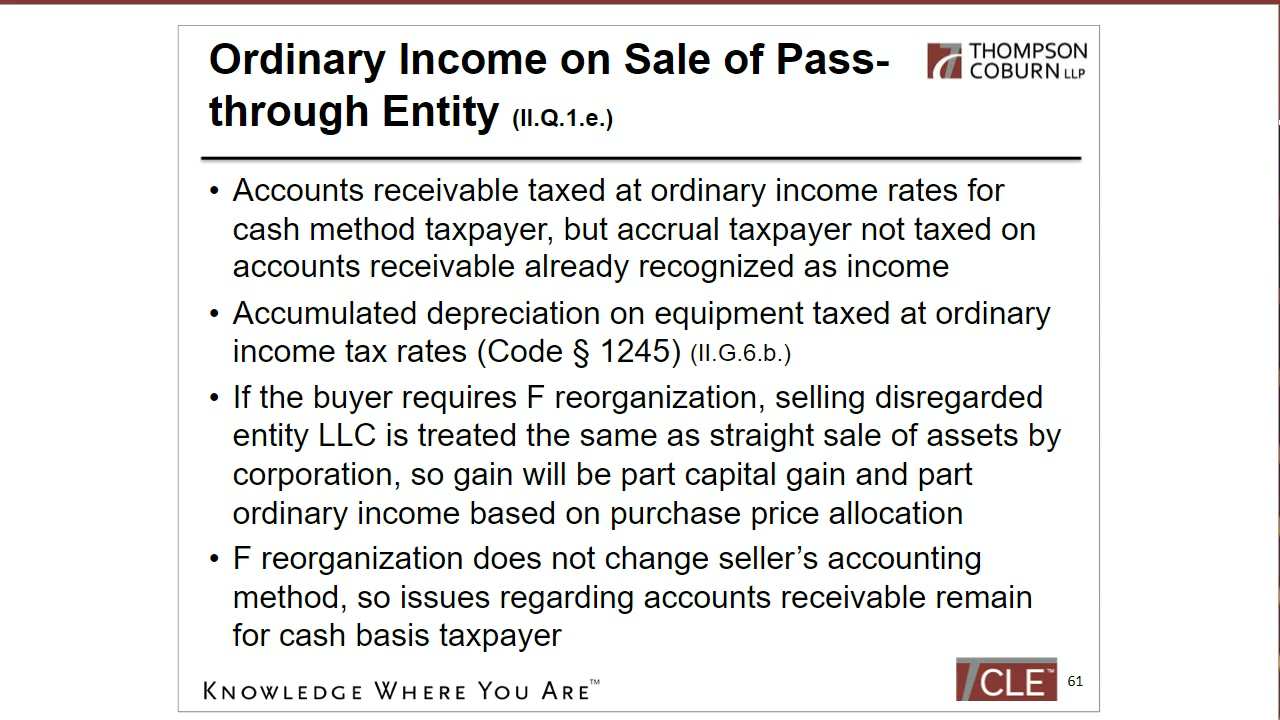 Ordinary Income on Sale of Pass-
through Entity (II.Q.1.e.)
THOMPSON
COBURN LLP
• Accounts receivable taxed at ordinary income rates for
cash method taxpayer, but accrual taxpayer not taxed on
accounts receivable already recognized as income
• Accumulated depreciation on equipment taxed at ordinary
income tax rates (Code § 1245) (II.G.6.b.)
• If the buyer requires F reorganization, selling disregarded
entity LLC is treated the same as straight sale of assets by
corporation, so gain will be part capital gain and part
ordinary income based on purchase price allocation
• F reorganization does not change seller’s accounting
method, so issues regarding accounts receivable remain
for cash basis taxpayer
KNOWLEDGE WHERE YOU ARE™
CLE™
61